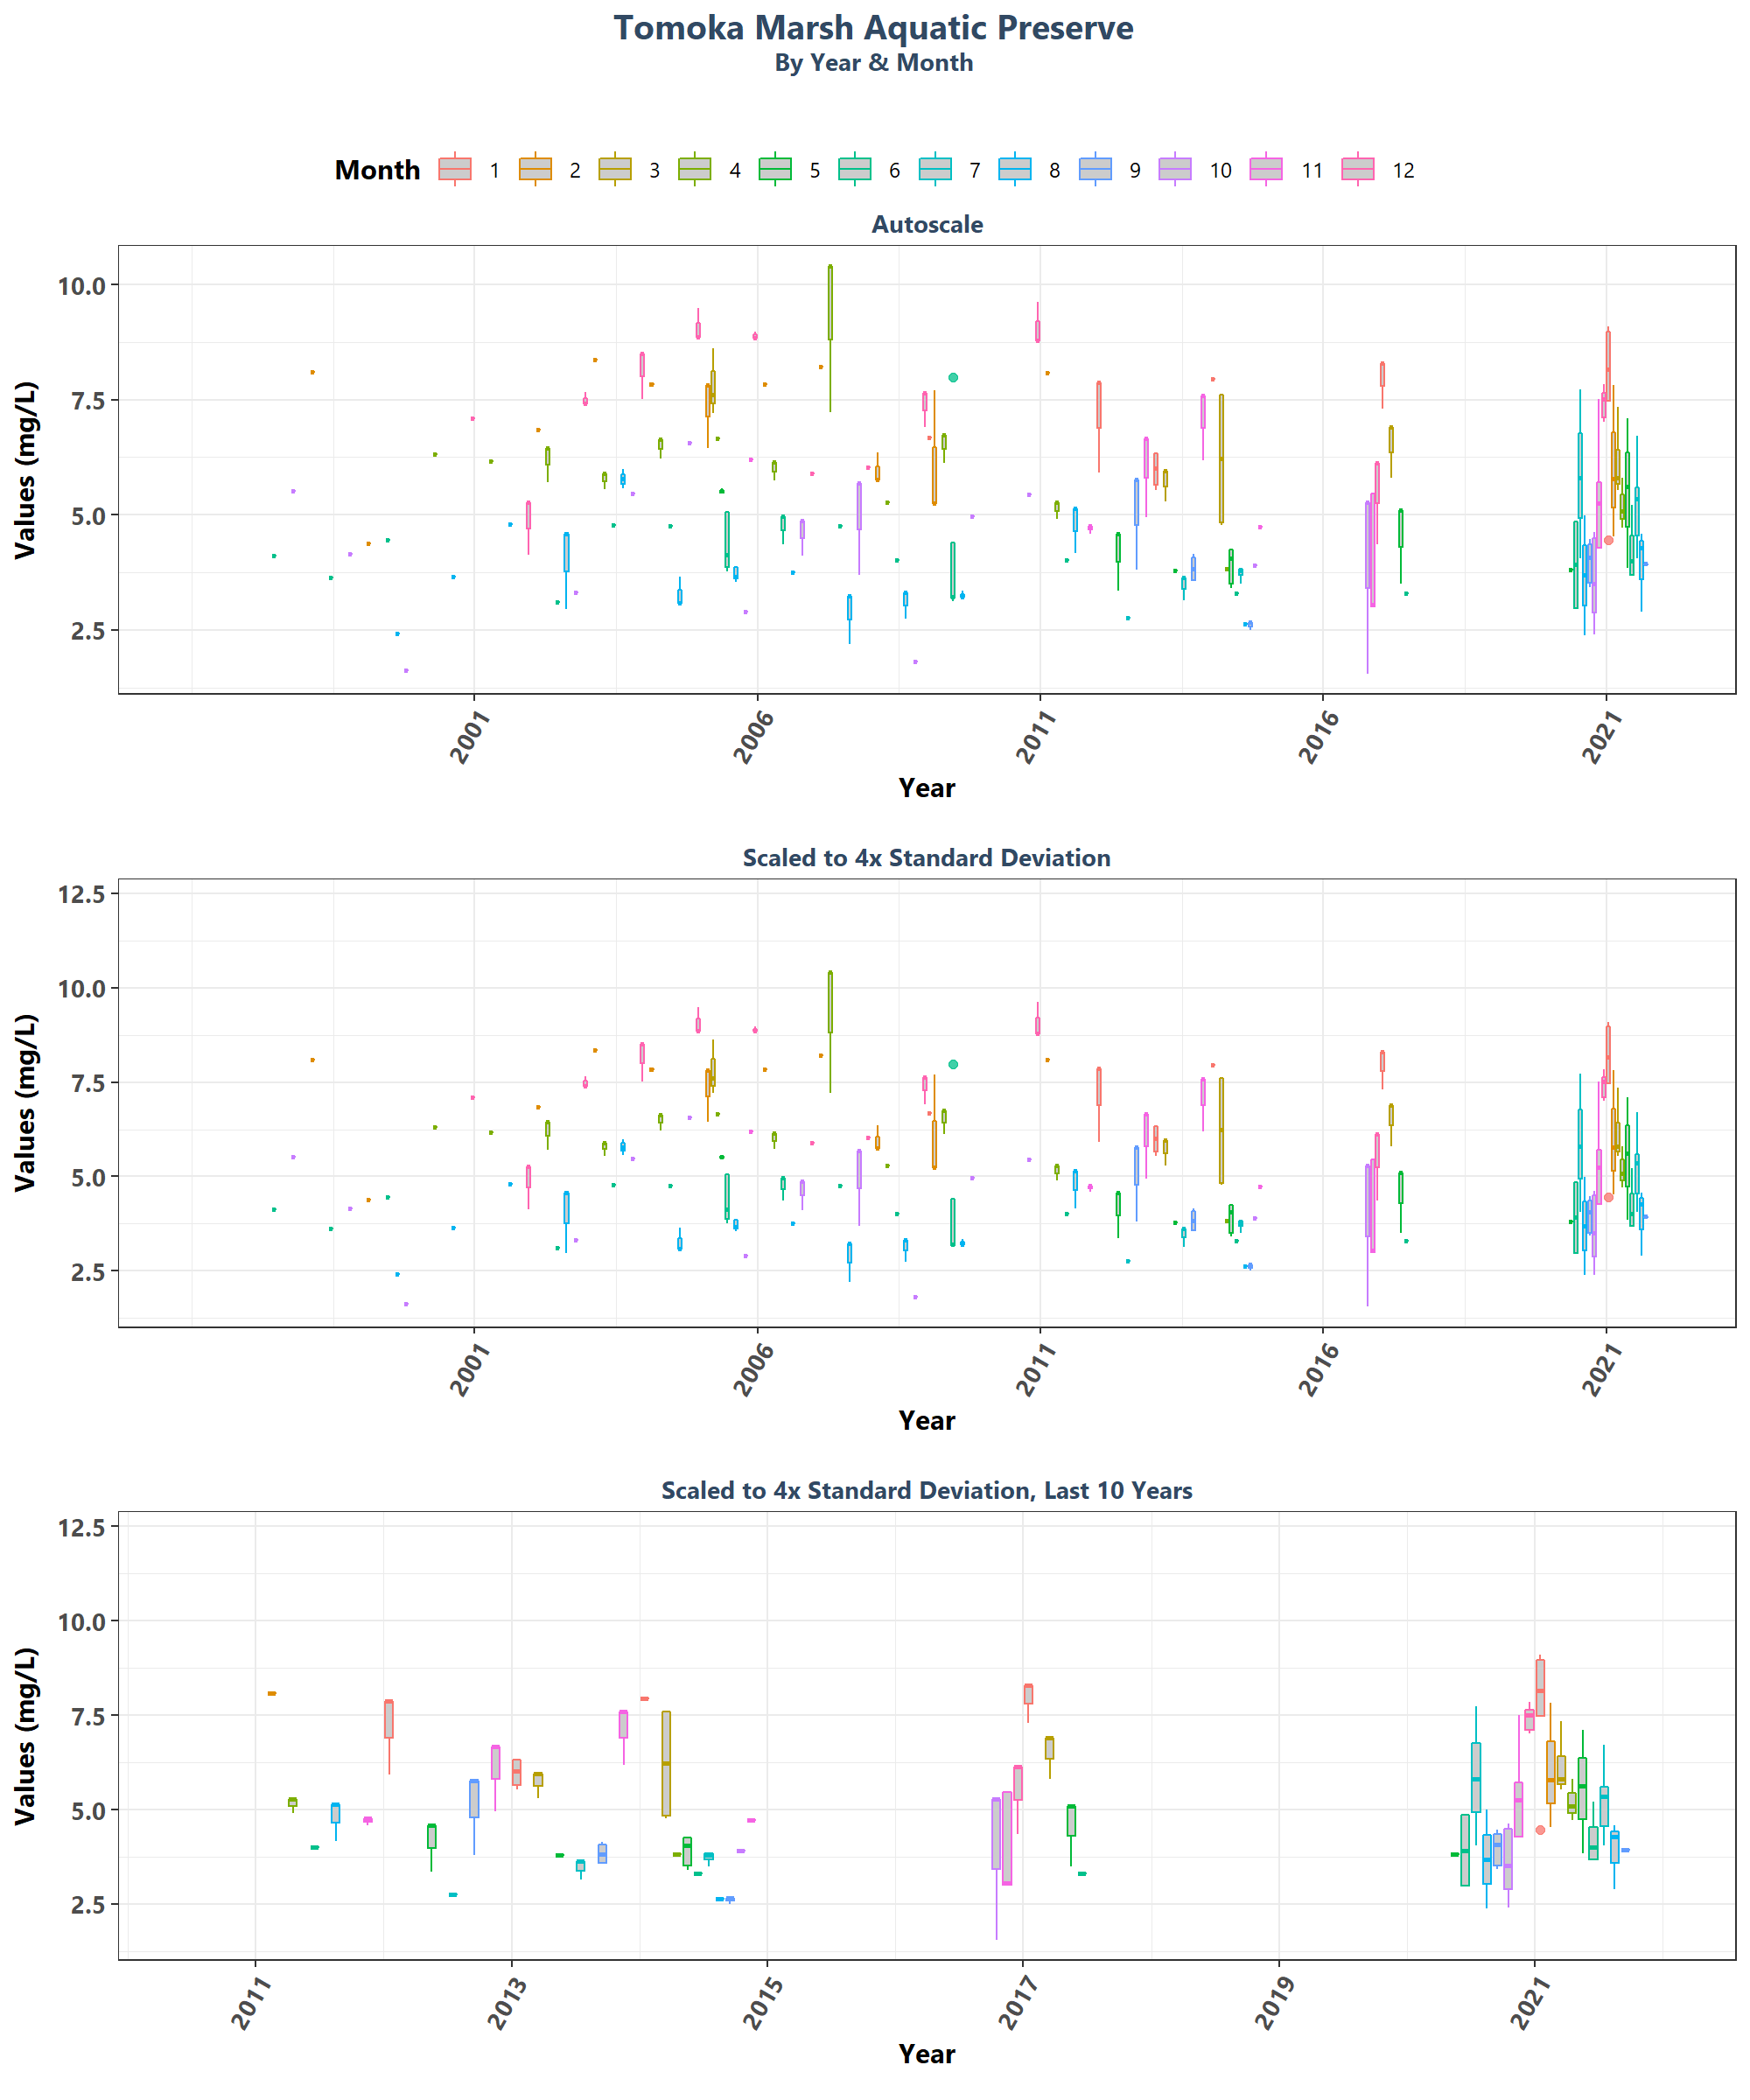 Tomoka Marsh Aquatic Preserve
By Year & Month
Month 1 2 3 4 5 6 7 8 9 10 11 12
Autoscale
Values (mg/L)
10.0
7.5
5.0
2.5
2001 2006 2011 2016 2021
Year
Scaled to 4x Standard Deviation
Values (mg/L)
12.5
10.0
7.5
5.0
2.5
2001 2006 2011 2016 2021
Year
Scaled to 4x Standard Deviation, Last 10 Years
Values (mg/L)
12.5
10.0
7.5
5.0
2.5
2011 2013 2015 2017 2019 2021
Year